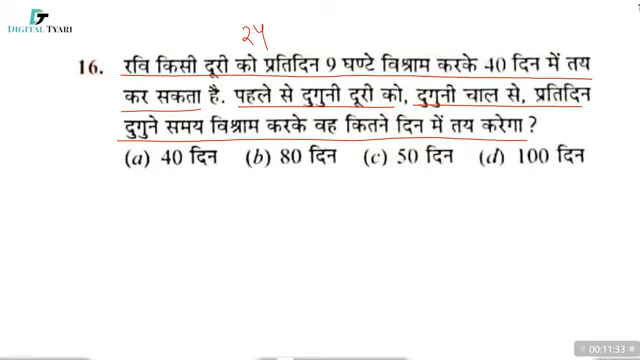 DIGITAL TYARI
24
16. रवि किसी दूरी को प्रतिदिन 9 घण्टे विश्राम करके 40 दिन में तय
कर सकता है. पहले से दुगुनी दूरी को, दुगुनी चाल से, प्रतिदिन
दुगुने समय विश्राम करके वह कितने दिन में तय करेगा ?
(a) 40 दिन (b) 80 दिन (c) 50 दिन (d) 100 दिन
00:11:33